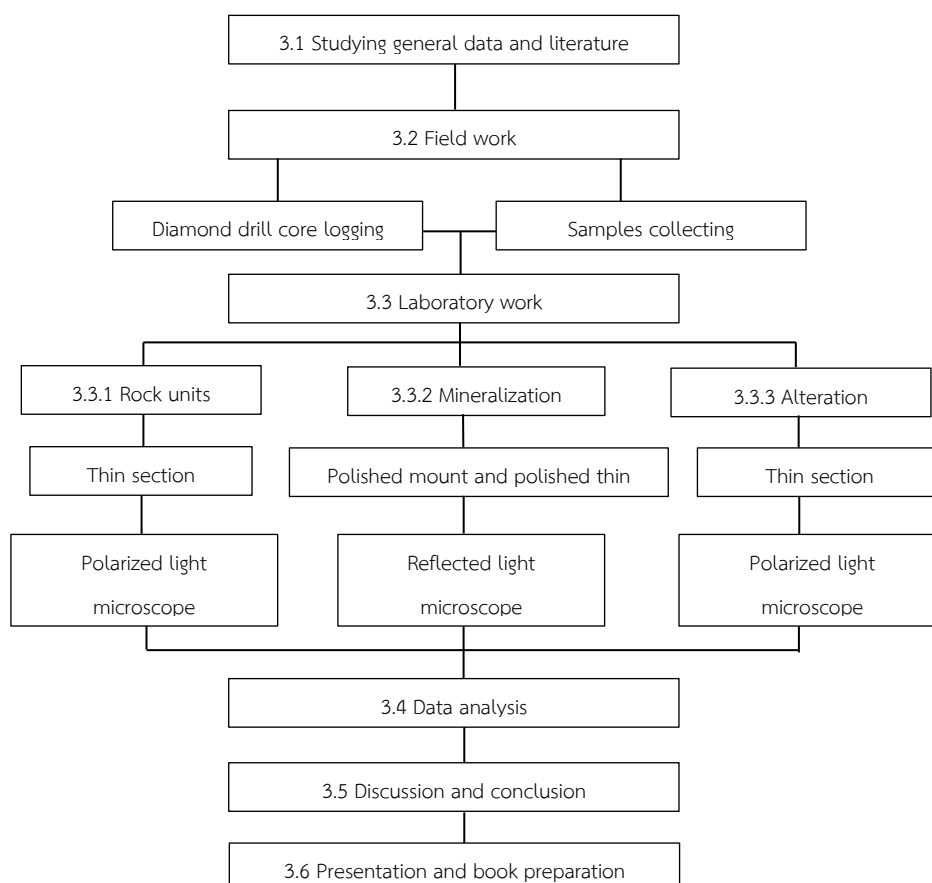 3.1 Studying general data and literature
3.2 Field work
Diamond drill core logging
Samples collecting
3.3 Laboratory work
3.3.1 Rock units
3.3.2 Mineralization
3.3.3 Alteration
Thin section
Polished mount and polished thin
Thin section
Polarized light
microscope
Reflected light
microscope
Polarized light
microscope
3.4 Data analysis
3.5 Discussion and conclusion
3.6 Presentation and book preparation